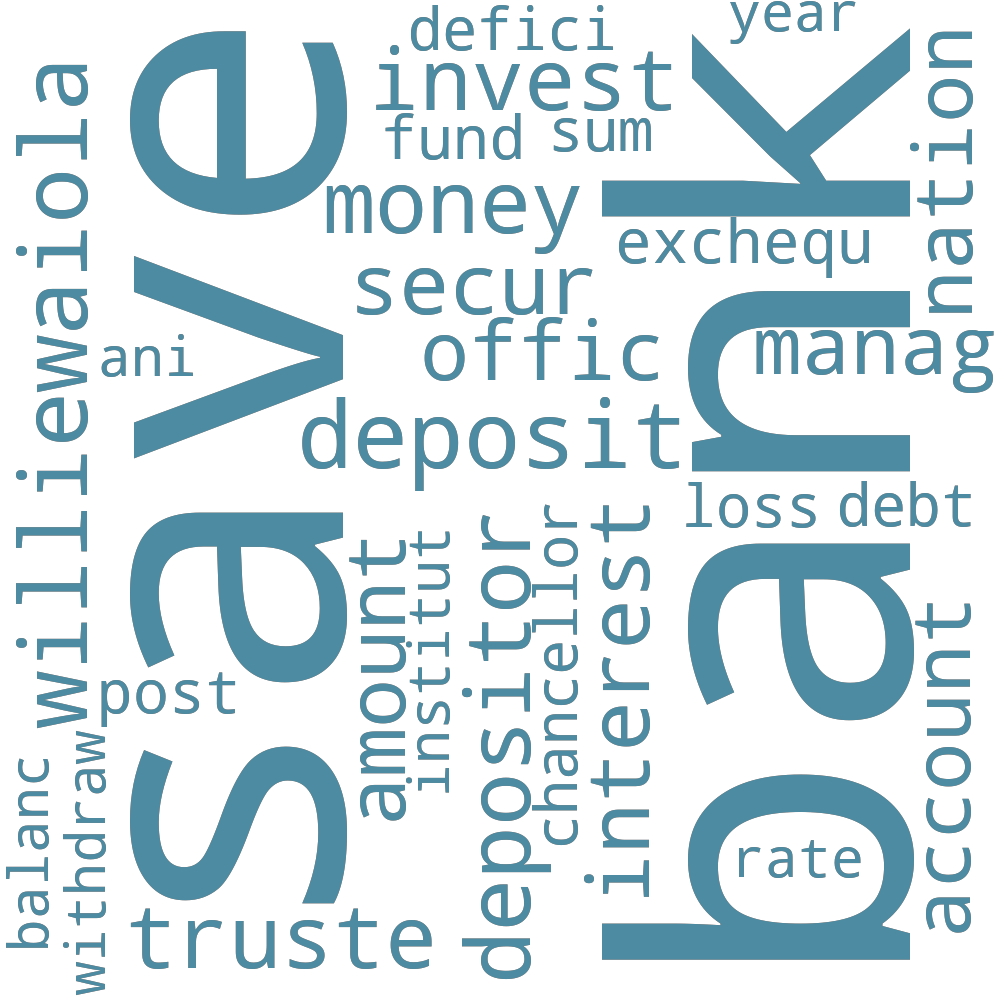 year
defici
invest
fund
sum
money
exchequ
secur
offic
manag
ani
deposit
loss
debt
post
rate
truste
williewaiola
save
bank
nation
amount
institut
depositor
chancellor
interest
account
balanc
withdraw